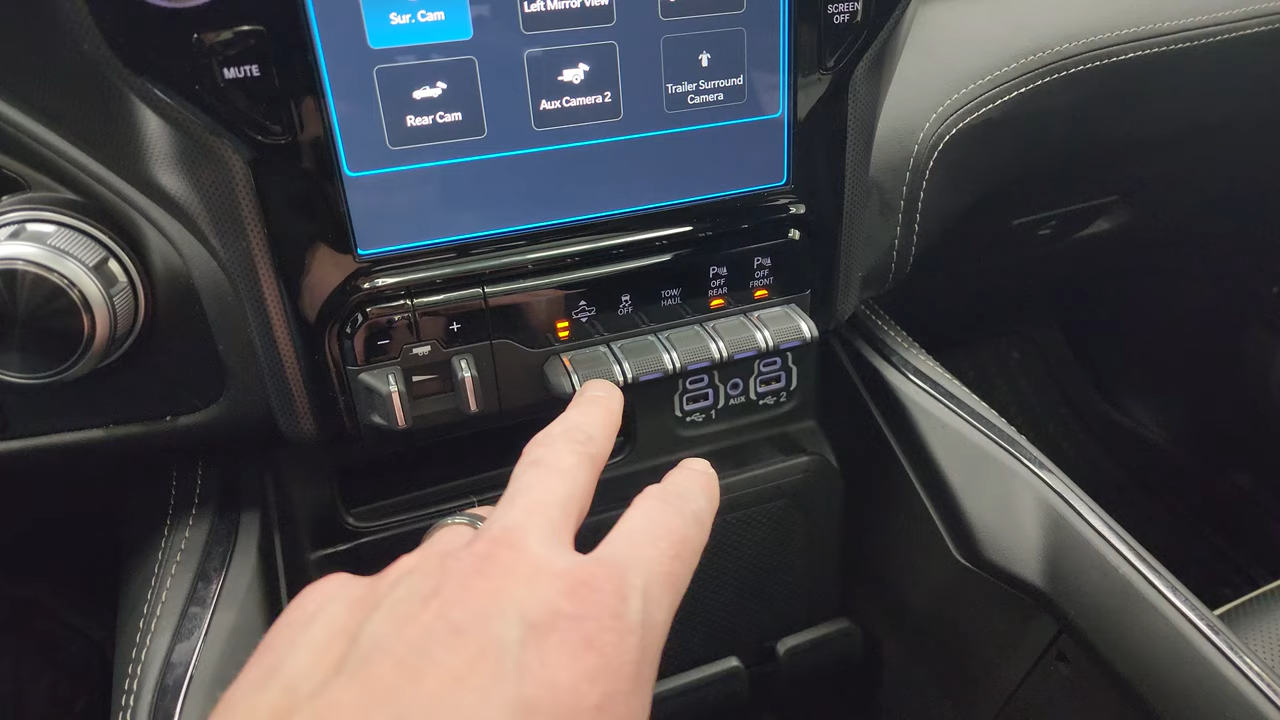 Sur. Cam
Left Mirror View
SCREEN
OFF
MUTE
Rear Cam
Aux Camera 2
Trailer Surround
Camera
−
+
OFF
TOW/
HAUL
P
OFF
REAR
P
OFF
FRONT
1
AUX
2